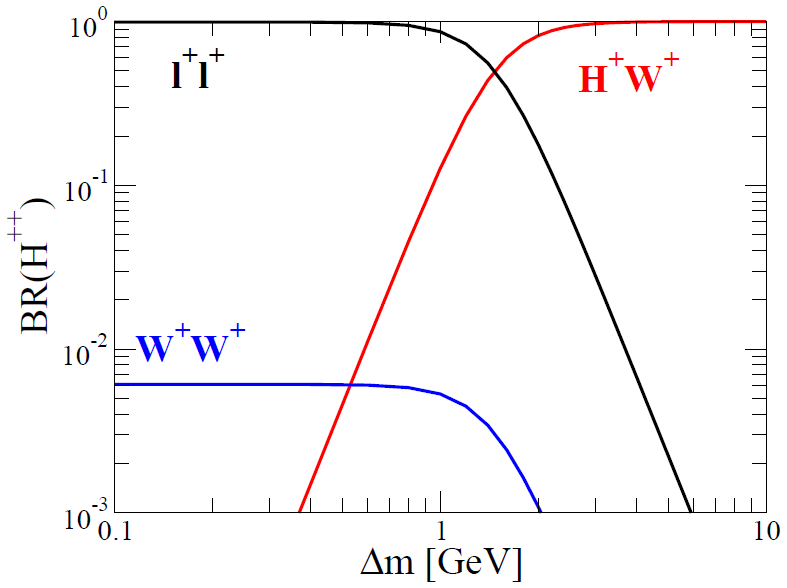 10⁰
l⁺l⁺
H⁺W⁺
10⁻¹
BR(H⁺⁺)
10⁻²
W⁺W⁺
10⁻³
0.1 1 10
Δm [GeV]